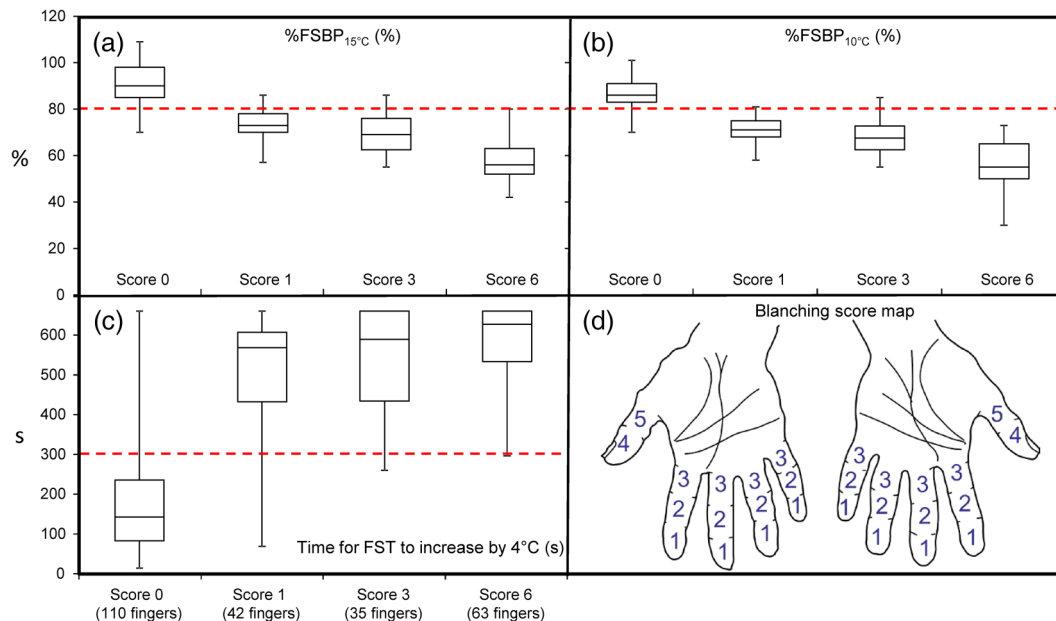 (a) %FSBP15°C (%)
(b) %FSBP10°C (%)
%
120
100
80
60
40
20
0
Score 0 Score 1 Score 3 Score 6
Score 0 Score 1 Score 3 Score 6
(c)
s
600
500
400
300
200
100
0
Time for FST to increase by 4°C (s)
Score 0 Score 1 Score 3 Score 6
(110 fingers) (42 fingers) (35 fingers) (63 fingers)
(d) Blanching score map
5 4
3 2 1
3 2 1
3 2 1
3 2 1
3 2 1
3 2 1
3 2 1
3 2 1
5 4